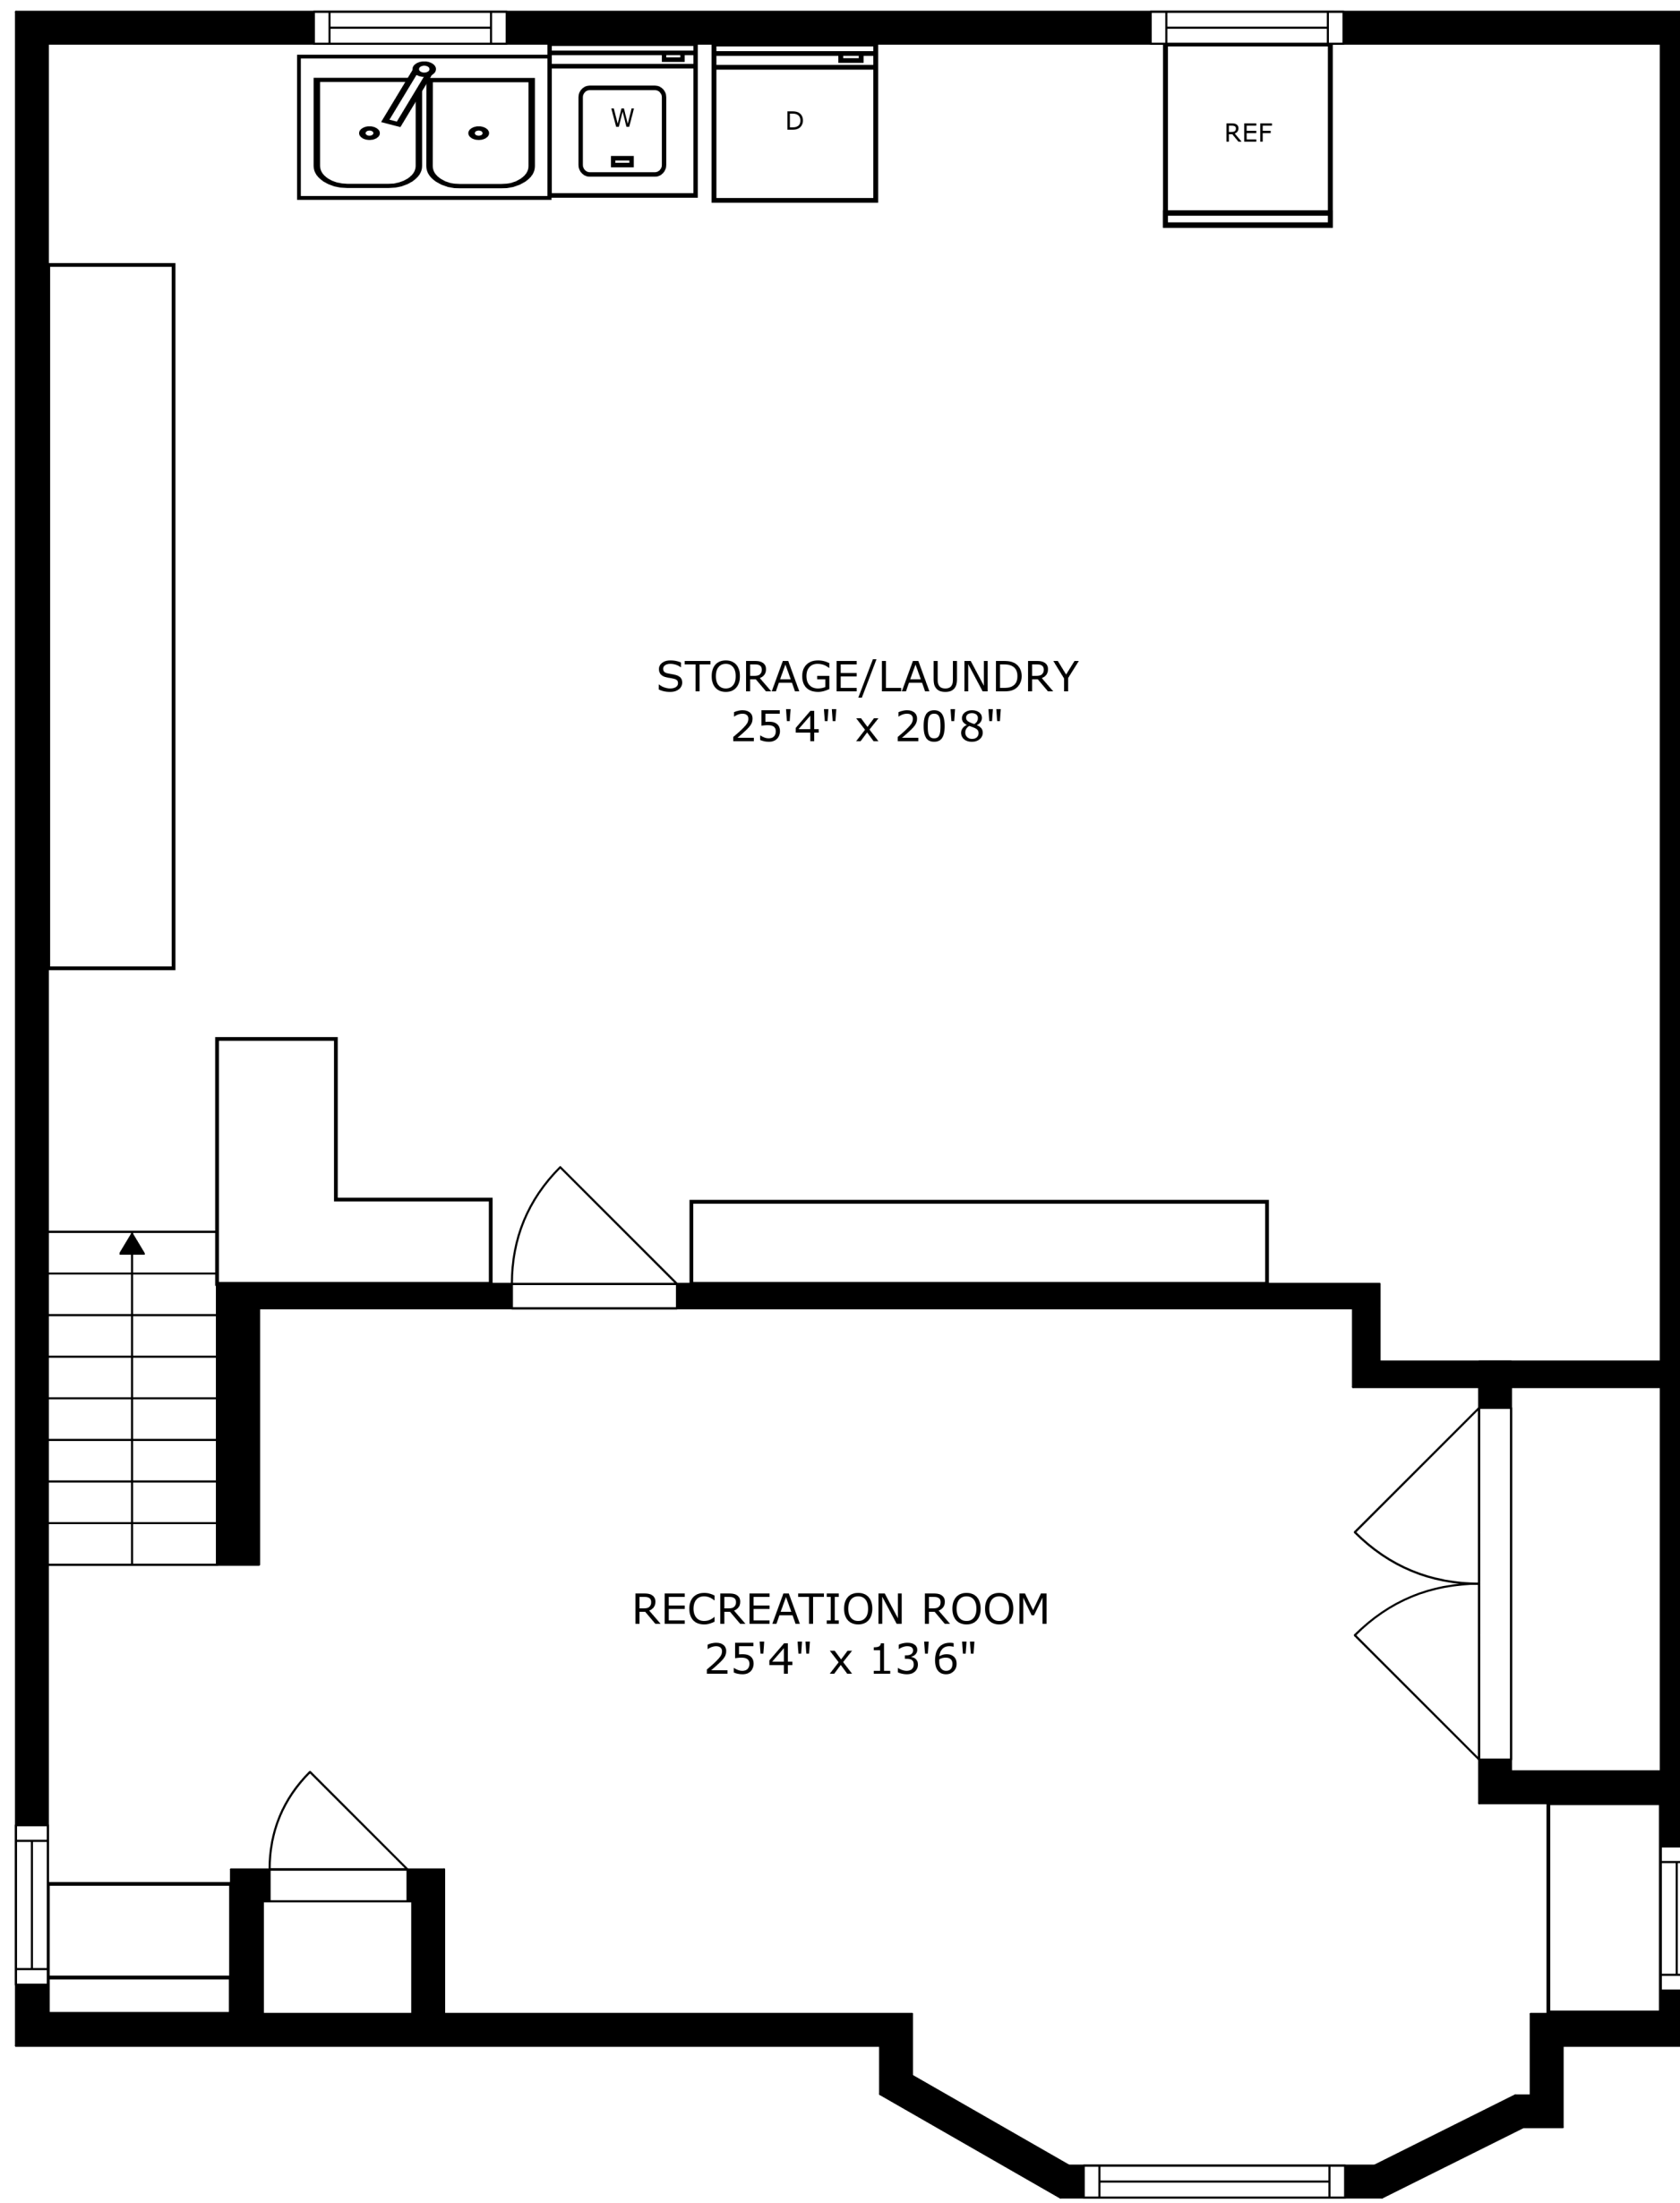 W
D
REF
STORAGE/LAUNDRY
25'4" x 20'8"
RECREATION ROOM
25'4" x 13'6"